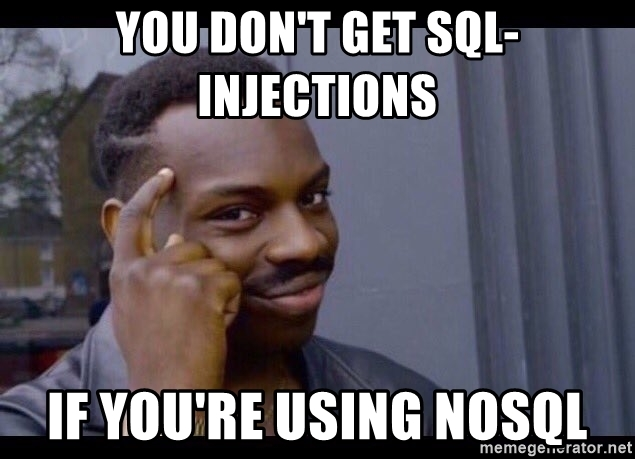 YOU DON'T GET SQL-
INJECTIONS
IF YOU'RE USING NOSQL
memegenerator.net